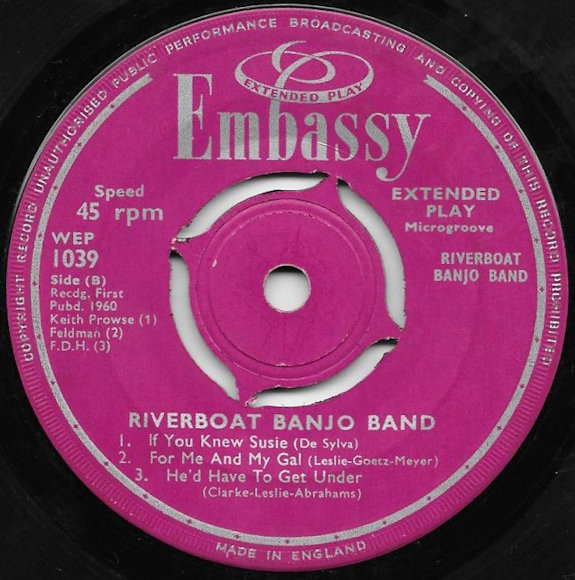 COPYRIGHT RECORD UNAUTHORISED PUBLIC PERFORMANCE BROADCASTING AND COPYING OF THIS RECORD PROHIBITED
EXTENDED PLAY
Embassy
Speed
45 rpm
EXTENDED
PLAY
Microgroove
WEP
1039
RIVERBOAT
BANJO BAND
Side (B)
Recdg. First
Pubd. 1960
Keith Prowse (1)
Feldman (2)
F.D.H. (3)
RIVERBOAT BANJO BAND
1. If You Knew Susie (De Sylva)
2. For Me And My Gal (Leslie-Goetz-Meyer)
3. He'd Have To Get Under
(Clarke-Leslie-Abrahams)
MADE IN ENGLAND